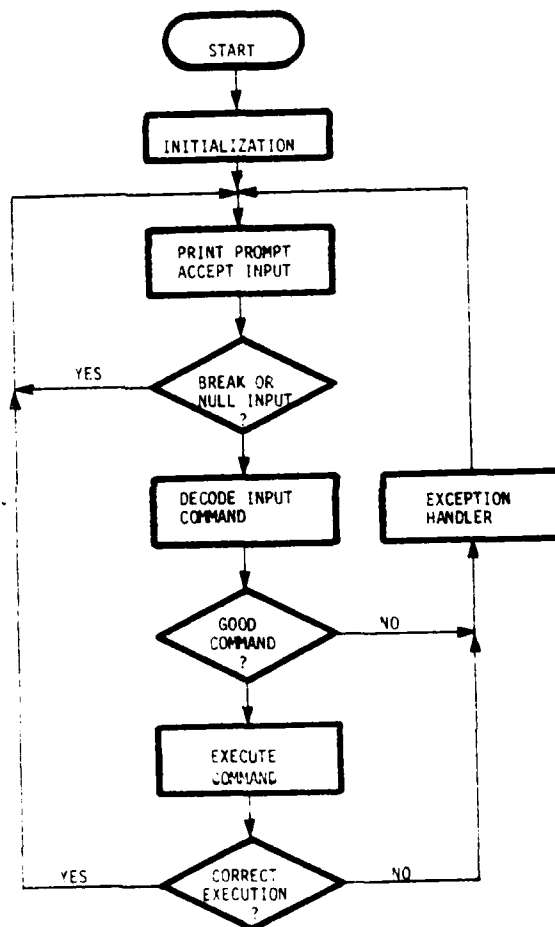 START
INITIALIZATION
PRINT PROMPT
ACCEPT INPUT
YES
BREAK OR
NULL INPUT
?
DECODE INPUT
COMMAND
EXCEPTION
HANDLER
GOOD
COMMAND
?
NO
EXECUTE
COMMAND
YES
CORRECT
EXECUTION
?
NO